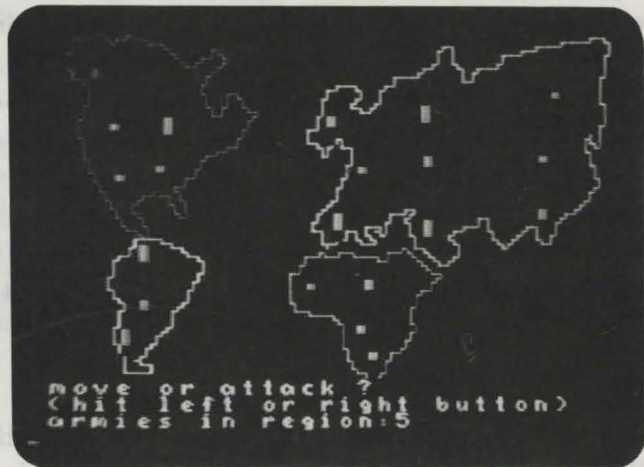 move or attack ?
(hit left or right button)
armies in region:5